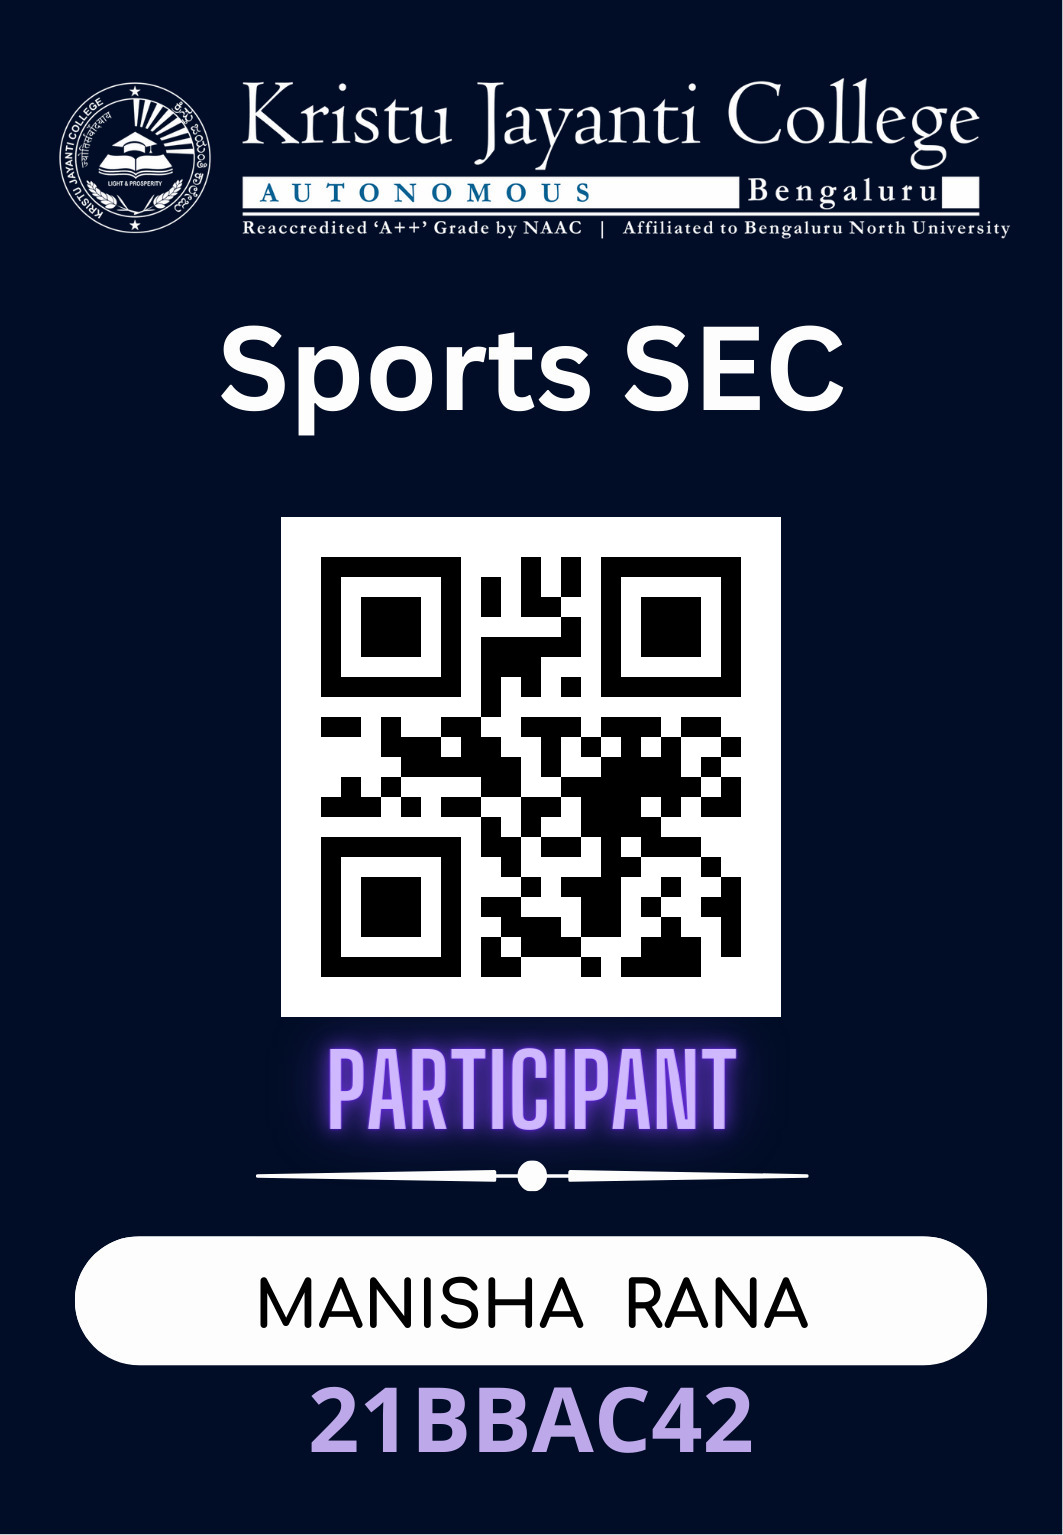 KRISTU JAYANTI COLLEGE
ಕ್ರಿಸ್ತು ಜಯಂತಿ ಕಾಲೇಜು
LIGHT & PROSPERITY
Kristu Jayanti College
AUTONOMOUS Bengaluru
Reaccredited ‘A++’ Grade by NAAC | Affiliated to Bengaluru North University
Sports SEC
PARTICIPANT
MANISHA RANA
21BBAC42